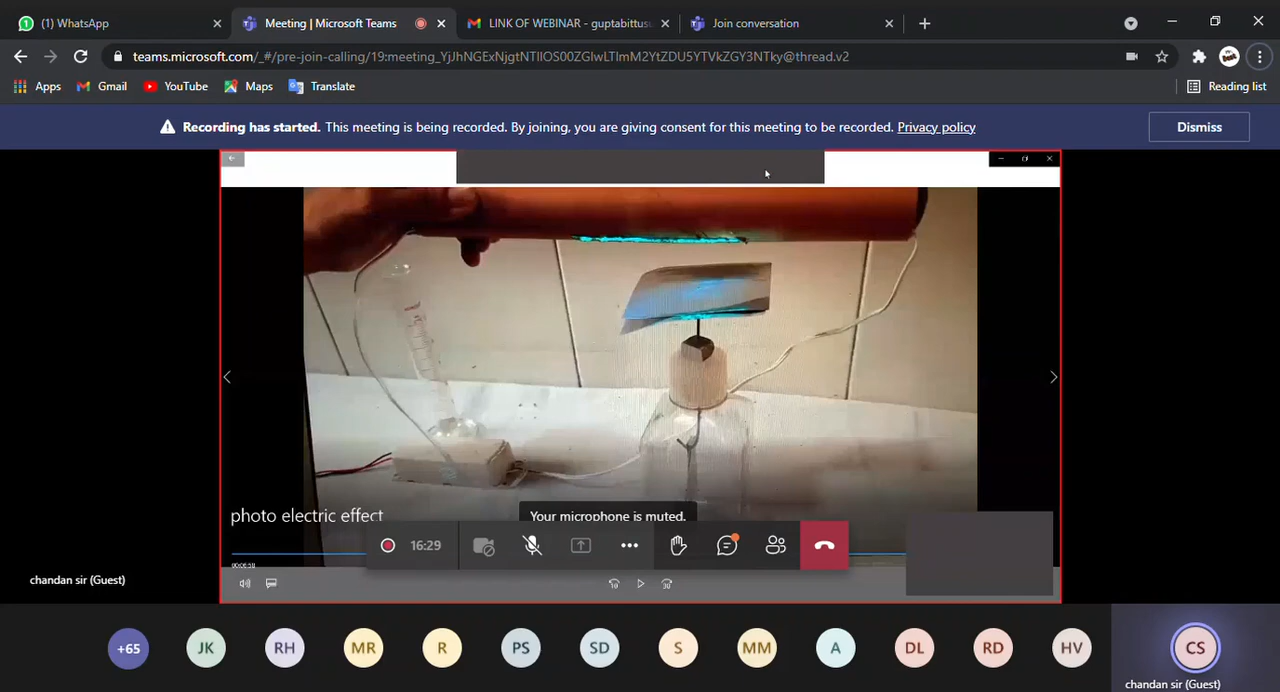 (1) WhatsApp
Meeting | Microsoft Teams
LINK OF WEBINAR - guptabittusu
Join conversation
teams.microsoft.com/_#/pre-join-calling/19:meeting_YjJhNGExNjgtNTllOS00ZGIwLTlmM2YtZDU5YTVkZGY3NTky@thread.v2
Apps
Gmail
YouTube
Maps
Translate
Reading list
Recording has started. This meeting is being recorded. By joining, you are giving consent for this meeting to be recorded. Privacy policy
Dismiss
photo electric effect
Your microphone is muted.
16:29
chandan sir (Guest)
10
30
+65
JK
RH
MR
R
PS
SD
S
MM
A
DL
RD
HV
CS
chandan sir (Guest)